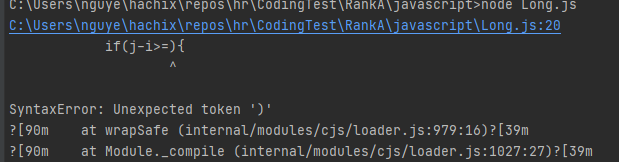 C:\Users\nguye\hachix\repos\hr\CodingTest\RankA\javascript>node Long.js
C:\Users\nguye\hachix\repos\hr\CodingTest\RankA\javascript\Long.js:20
            if(j-i>=){
                    ^
SyntaxError: Unexpected token ')'
?[90m    at wrapSafe (internal/modules/cjs/loader.js:979:16)?[39m
?[90m    at Module._compile (internal/modules/cjs/loader.js:1027:27)?[39m